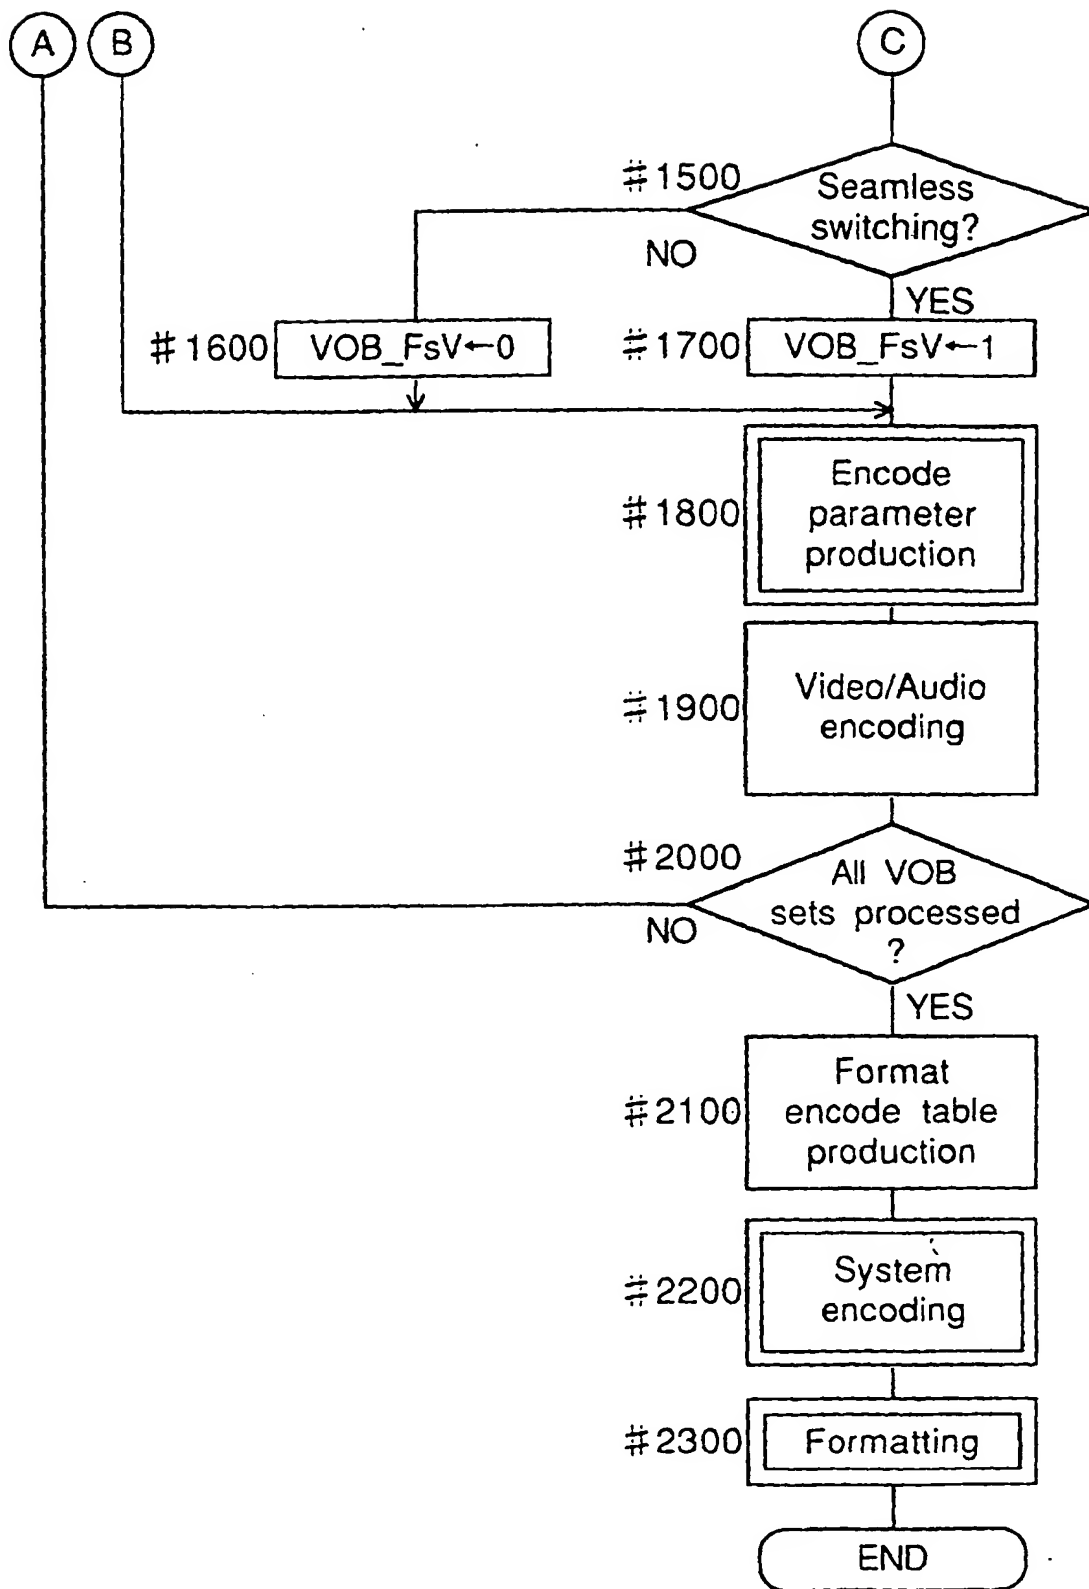 A B C
#1500 Seamless
switching?
NO
YES
#1600 VOB_FsV←0 #1700 VOB_FsV←1
Encode
#1800 parameter
production
#1900 Video/Audio
encoding
#2000 All VOB
sets processed
NO ?
YES
Format
#2100 encode table
production
#2200 System
encoding
#2300 Formatting
END